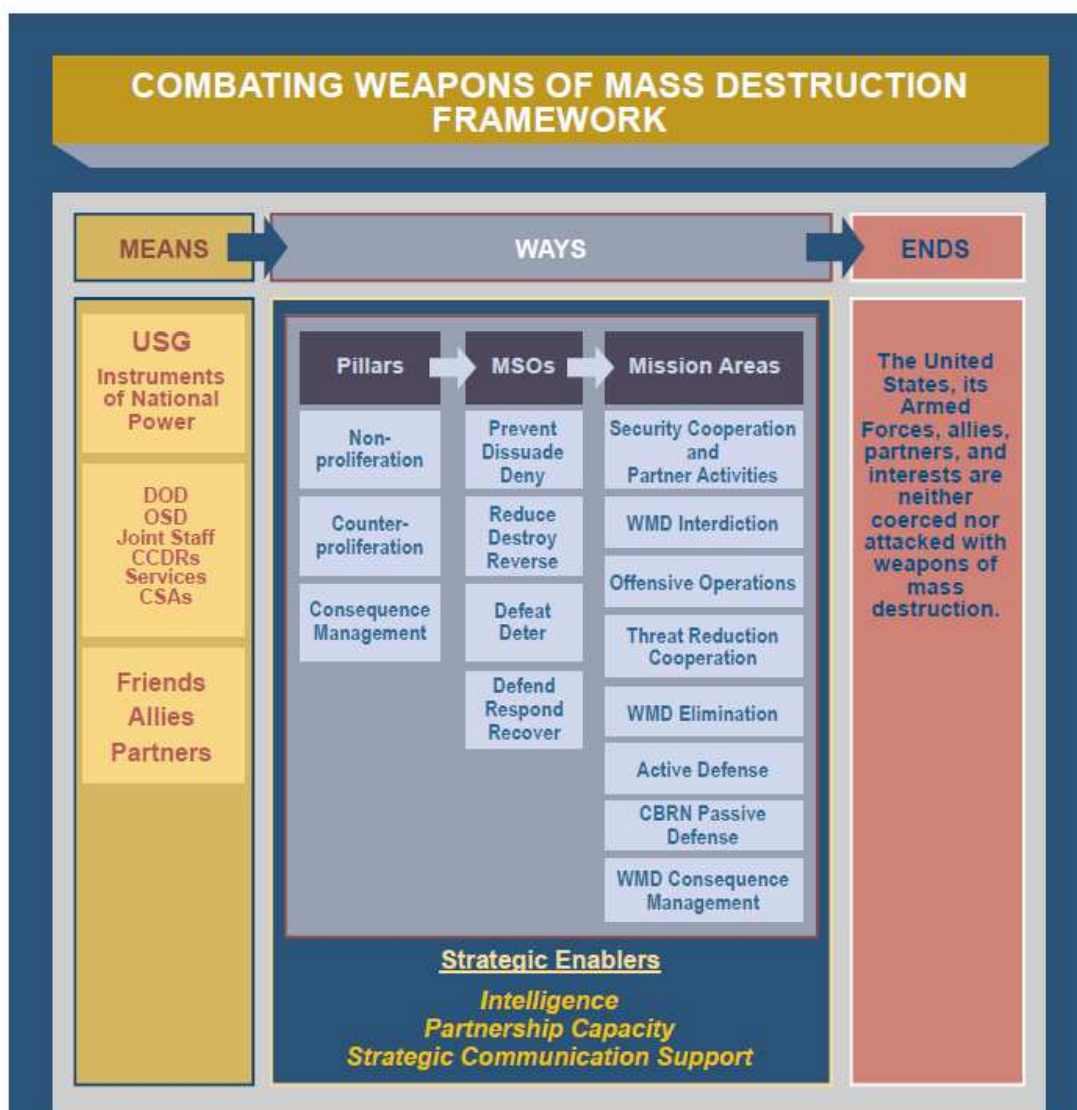 COMBATING WEAPONS OF MASS DESTRUCTION
FRAMEWORK
MEANS
WAYS
ENDS
USG
Instruments
of National
Power
DOD
OSD
Joint Staff
CCDRs
Services
CSAs
Friends
Allies
Partners
Pillars
MSOs
Mission Areas
Non-
proliferation
Counter-
proliferation
Consequence
Management
Prevent
Dissuade
Deny
Reduce
Destroy
Reverse
Defeat
Deter
Defend
Respond
Recover
Security Cooperation
and
Partner Activities
WMD Interdiction
Offensive Operations
Threat Reduction
Cooperation
WMD Elimination
Active Defense
CBRN Passive
Defense
WMD Consequence
Management
Strategic Enablers
Intelligence
Partnership Capacity
Strategic Communication Support
The United
States, its
Armed
Forces, allies,
partners, and
interests are
neither
coerced nor
attacked with
weapons of
mass
destruction.